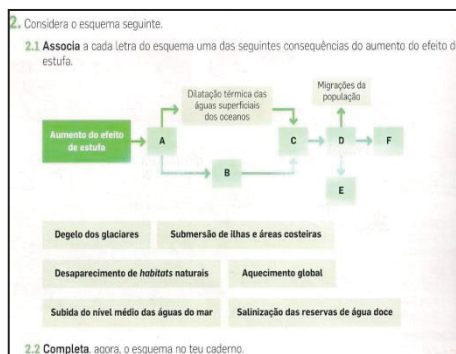 2. Considera o esquema seguinte.
2.1 Associa a cada letra do esquema uma das seguintes consequências do aumento do efeito d
estufa.
Dilatação térmica das
águas superficiais
dos oceanos
Migrações da
população
Aumento do efeito
de estufa
A
C
D
F
B
E
Degelo dos glaciares
Submersão de ilhas e áreas costeiras
Desaparecimento de habitats naturais
Aquecimento global
Subida do nível médio das águas do mar
Salinização das reservas de água doce
2.2 Completa, agora, o esquema no teu caderno.